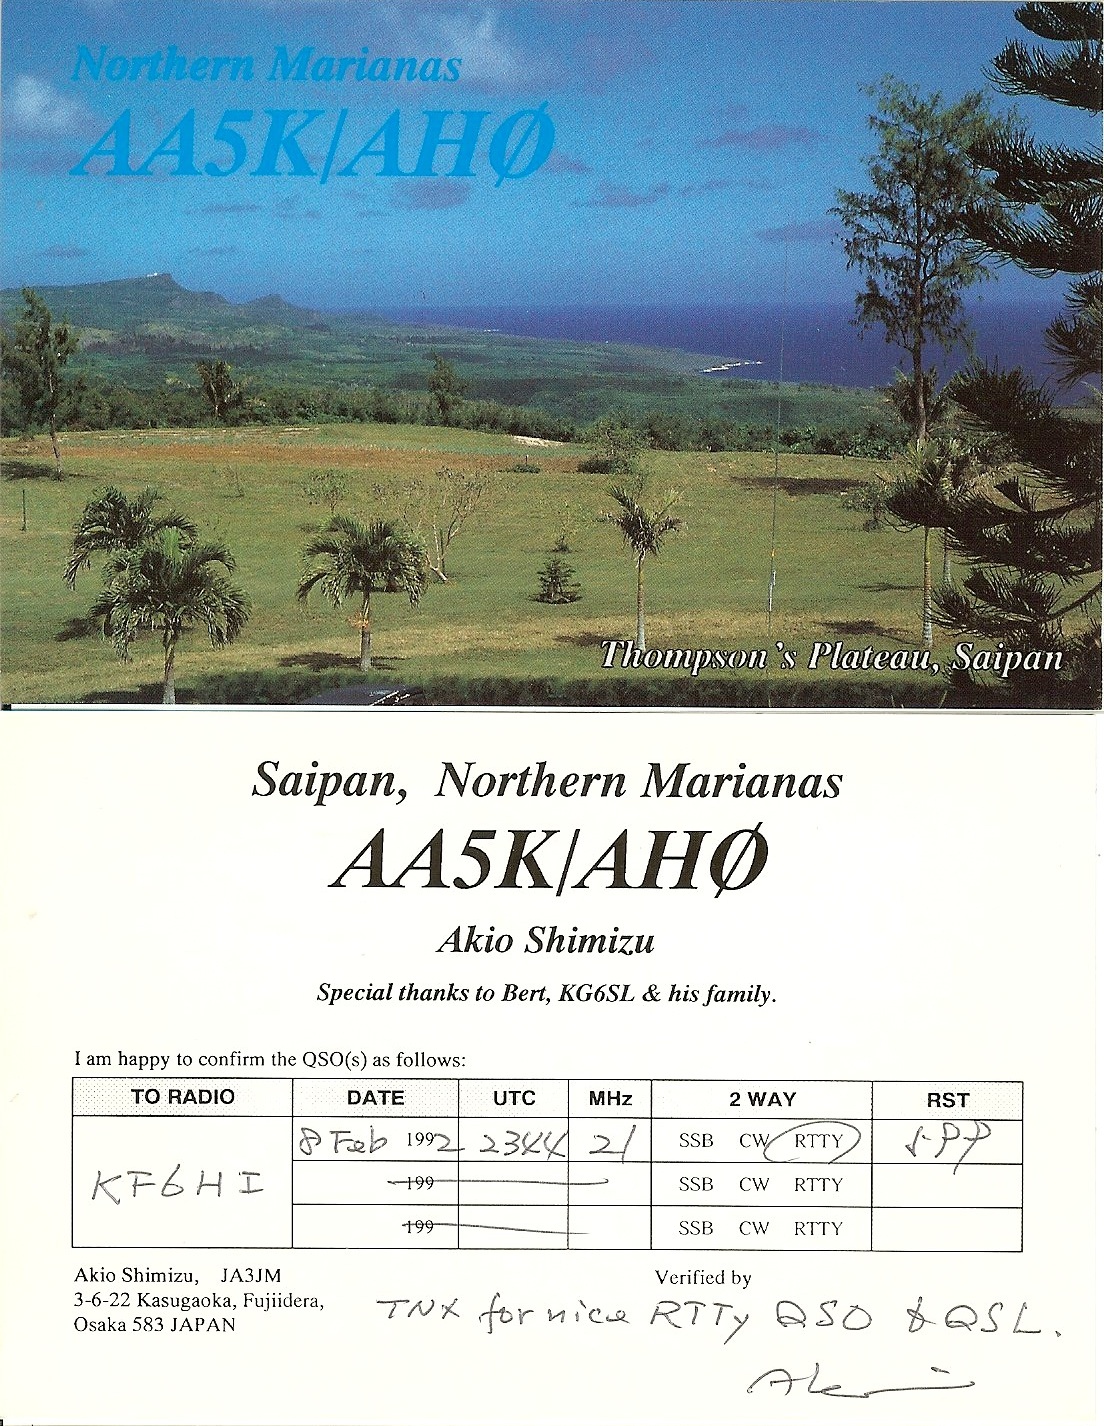 Northern Marianas
AA5K/AHØ
Thompson's Plateau, Saipan
Saipan, Northern Marianas
AA5K/AHØ
Akio Shimizu
Special thanks to Bert, KG6SL & his family.
I am happy to confirm the QSO(s) as follows:
TO RADIO DATE UTC MHz 2 WAY RST
KF6HI 8 Feb 1992 2344 21 SSB CW RTTY 599
199 SSB CW RTTY
199 SSB CW RTTY
Akio Shimizu, JA3JM
3-6-22 Kasugaoka, Fujiidera,
Osaka 583 JAPAN
Verified by
TNX for nice RTTy QSO & QSL.
Akio